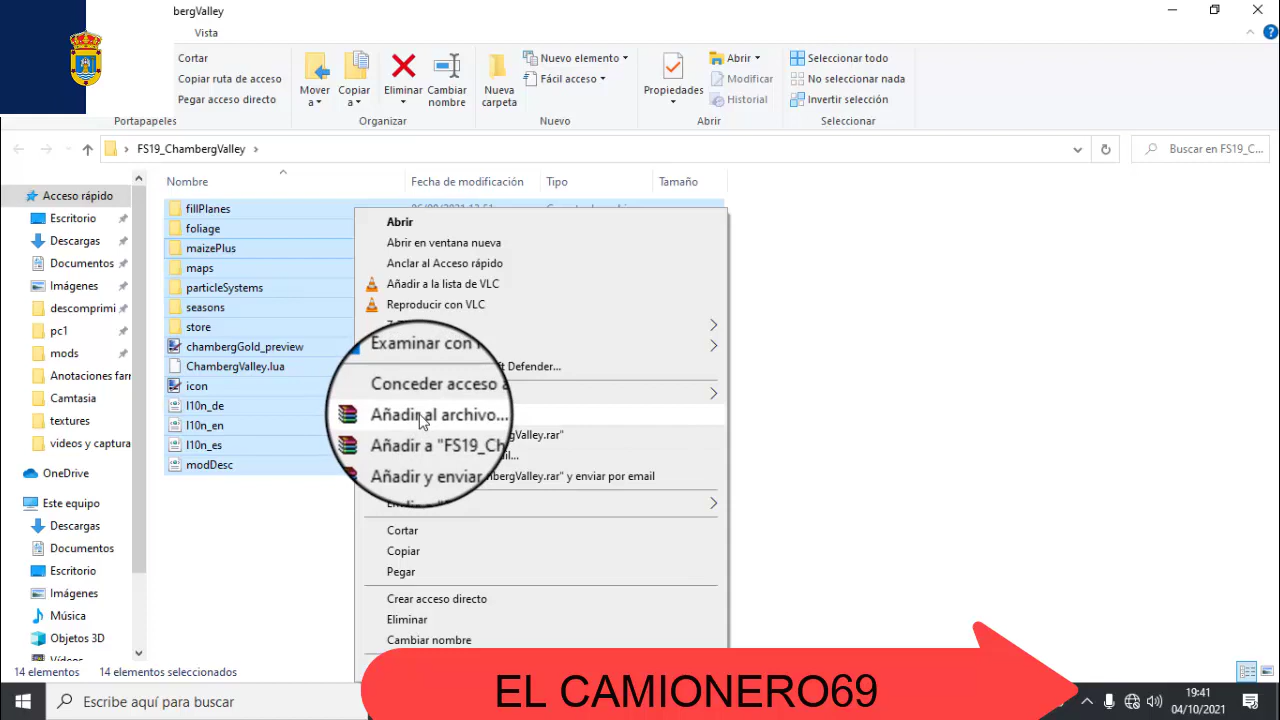 bergValley
Vista
Cortar
Copiar ruta de acceso
Pegar acceso directo
Portapapeles
Mover a
Copiar a
Eliminar
Cambiar nombre
Organizar
Nueva carpeta
Nuevo elemento
Fácil acceso
Nuevo
Propiedades
Abrir
Modificar
Historial
Abrir
Seleccionar todo
No seleccionar nada
Invertir selección
Seleccionar
FS19_ChambergValley
Buscar en FS19_C...
Nombre
Fecha de modificación
Tipo
Tamaño
Acceso rápido
Escritorio
Descargas
Documentos
Imágenes
descomprimi
pc1
mods
Anotaciones farr
Camtasia
textures
videos y captura
OneDrive
Este equipo
Descargas
Documentos
Escritorio
Imágenes
Música
Objetos 3D
fillPlanes
foliage
maizePlus
maps
particleSystems
seasons
store
chambergGold_preview
ChambergValley.lua
icon
l10n_de
l10n_en
l10n_es
modDesc
Abrir
Abrir en ventana nueva
Anclar al Acceso rápido
Añadir a la lista de VLC
Reproducir con VLC
Examinar con
ft Defender...
Conceder acceso a
Añadir al archivo...
Añadir a "FS19_Ch
gValley.rar"
il...
Añadir y enviar
mbergValley.rar" y enviar por email
Cortar
Copiar
Pegar
Crear acceso directo
Eliminar
Cambiar nombre
14 elementos
14 elementos seleccionados
EL CAMIONERO69
Escribe aquí para buscar
19:41
04/10/2021